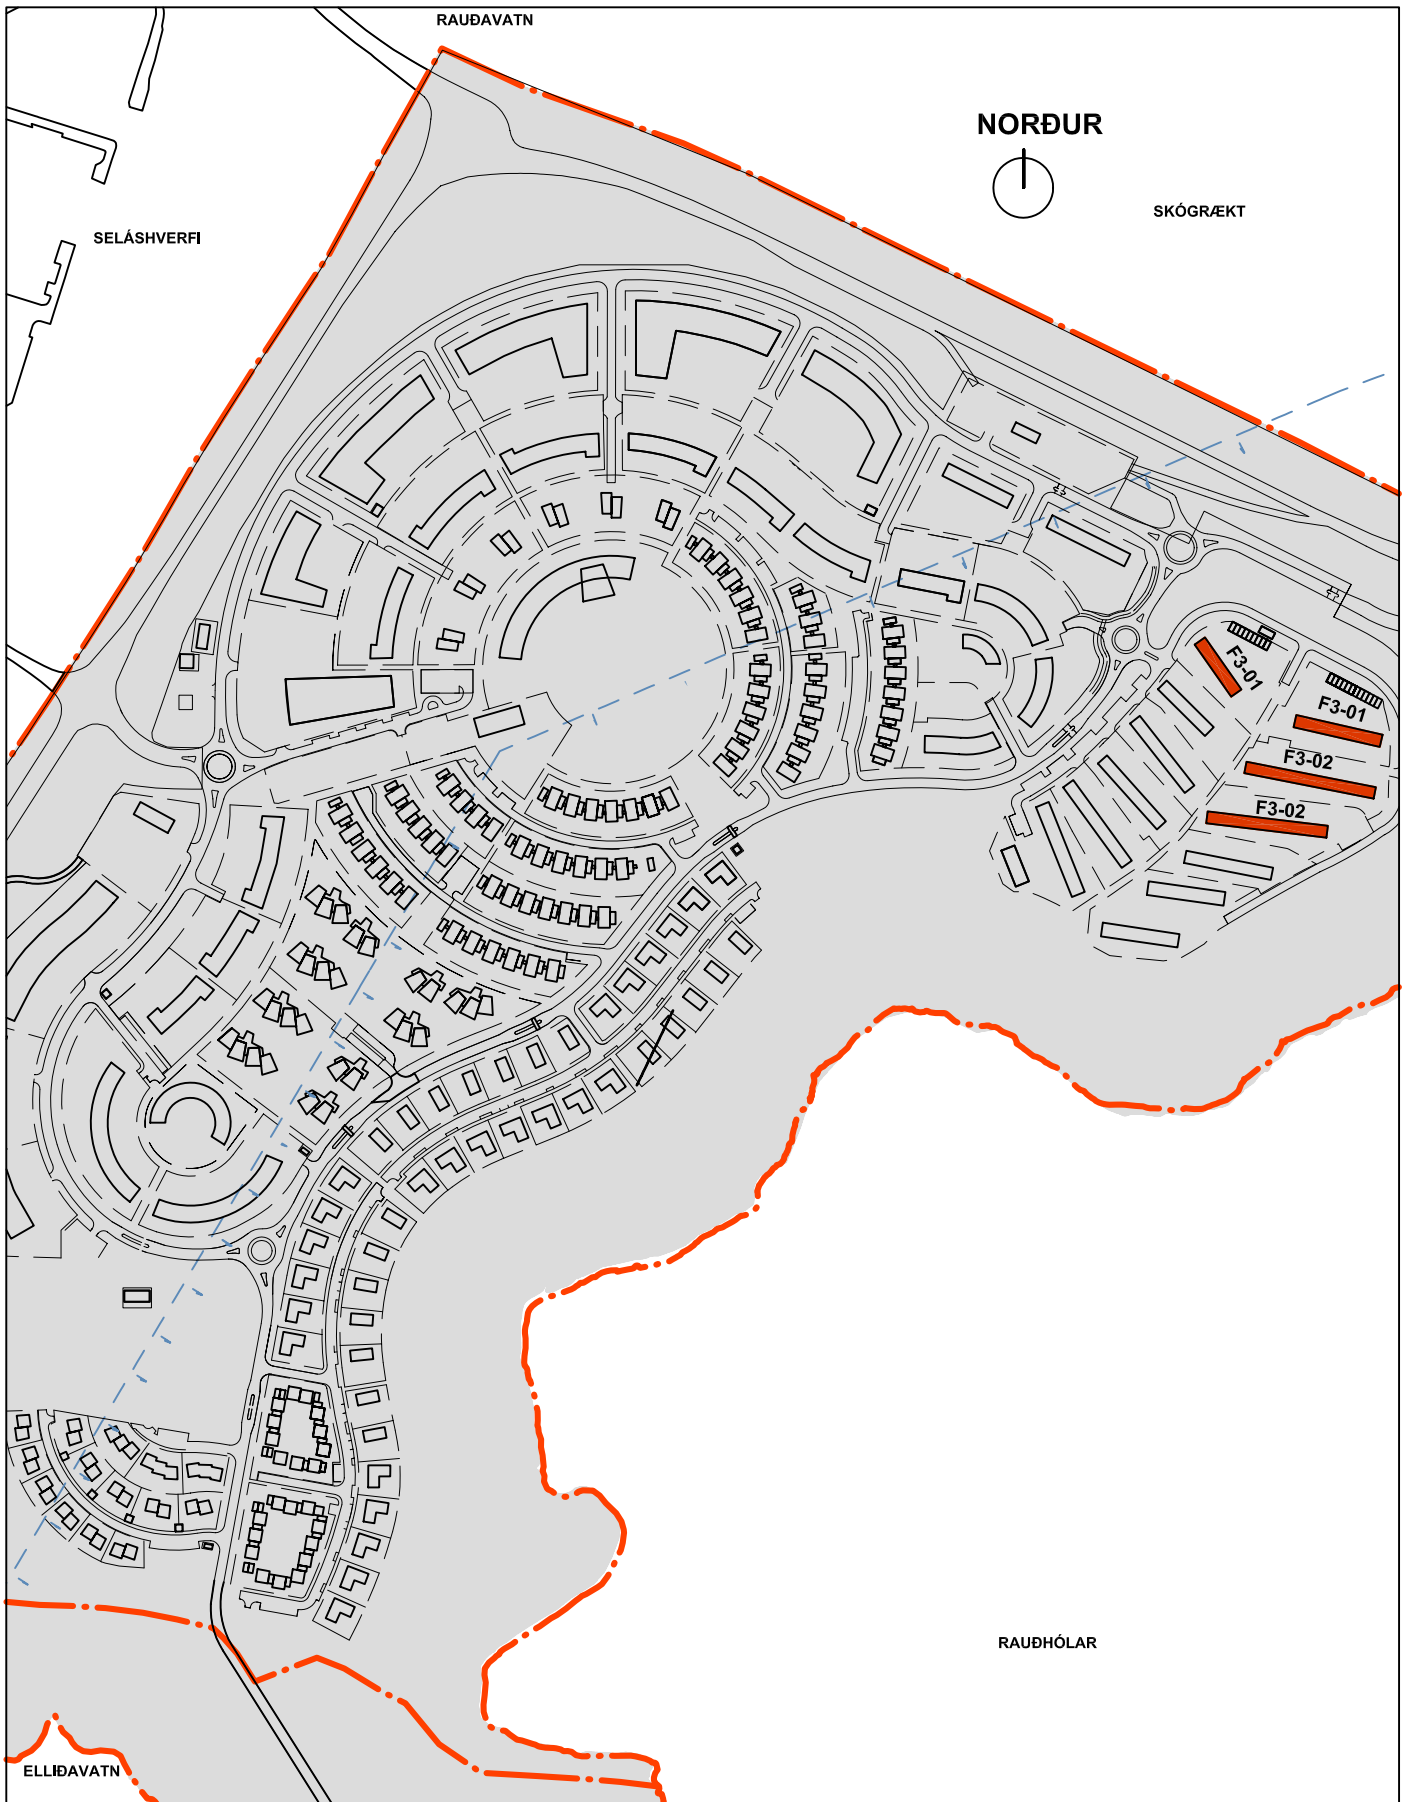 RAUÐAVATN
NORÐUR
SKÓGRÆKT
SELÁSHVERFI
F3-01
F3-01
F3-02
F3-02
RAUÐHÓLAR
ELLIÐAVATN